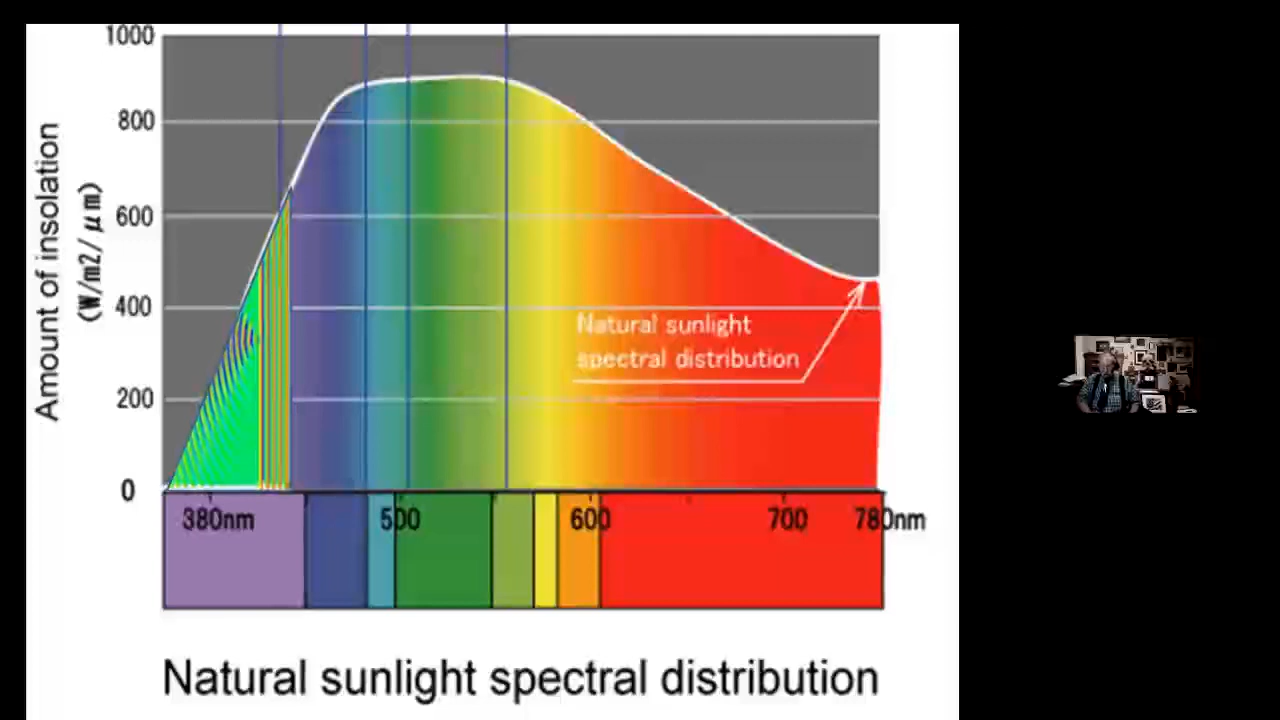 1000
800
600
400
200
0
Amount of insolation
(W/m2/μm)
Natural sunlight
spectral distribution
380nm 500 600 700 780nm
Natural sunlight spectral distribution